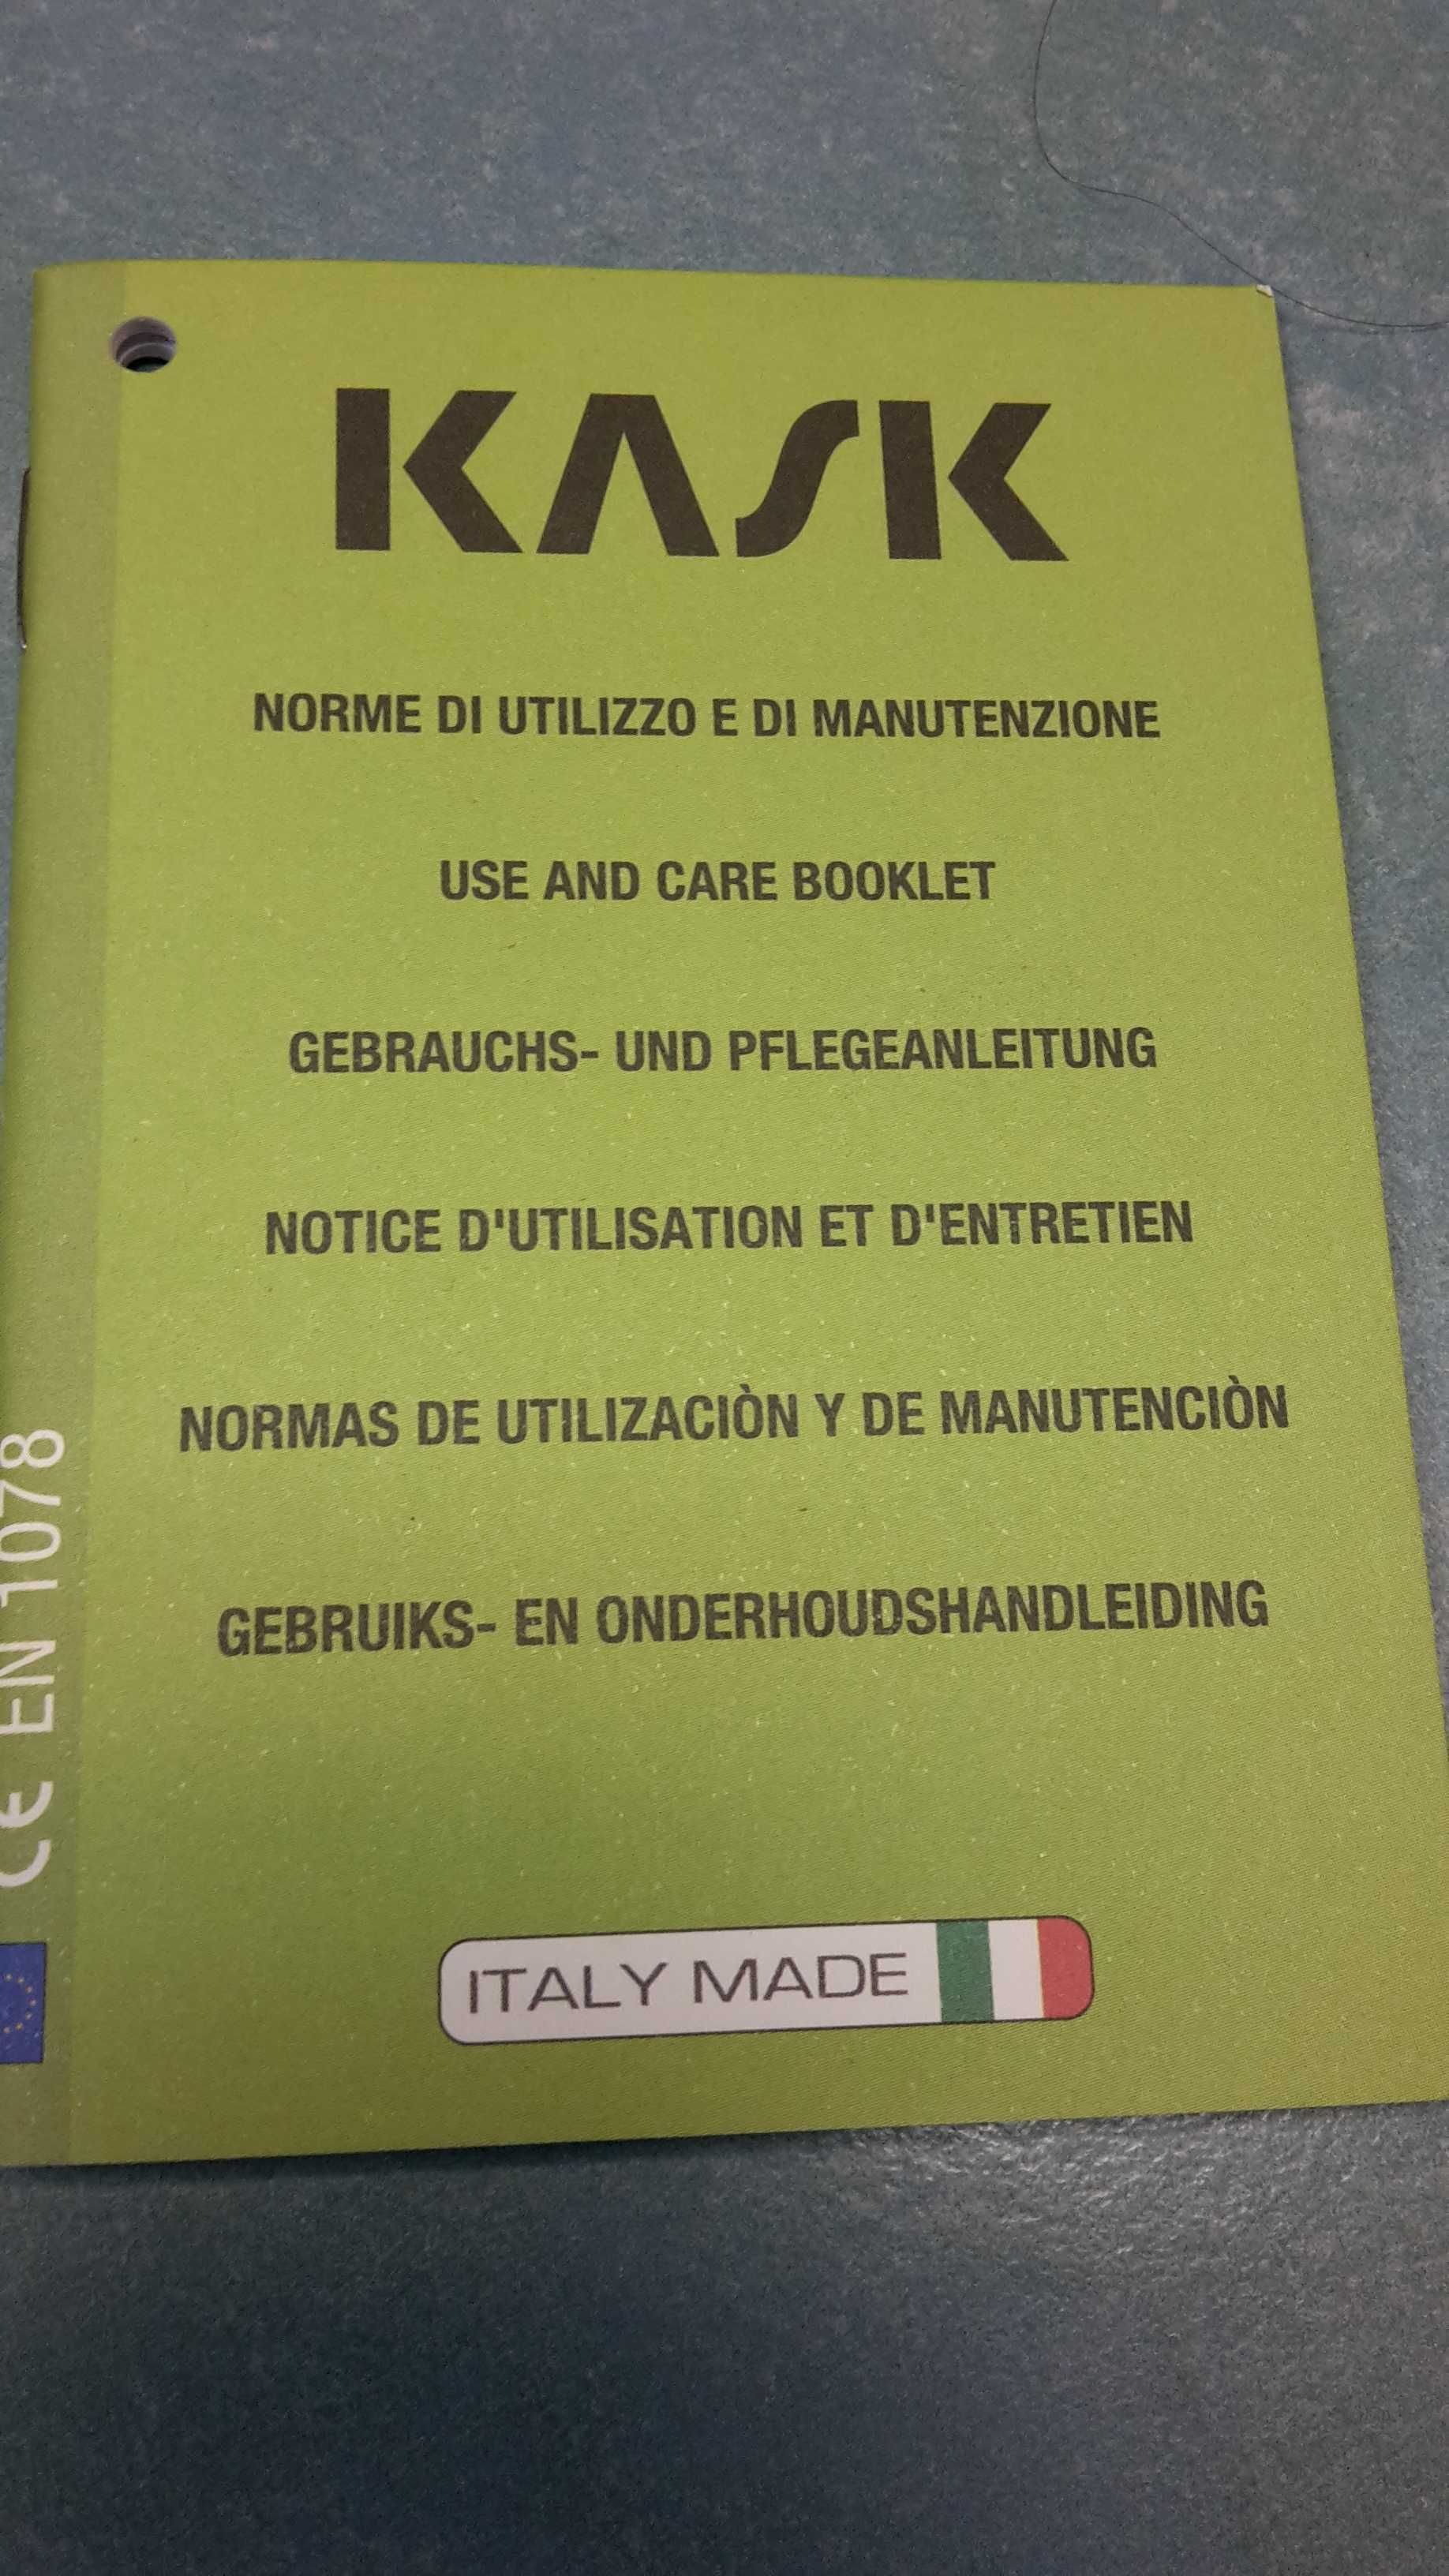 KASK
NORME DI UTILIZZO E DI MANUTENZIONE
USE AND CARE BOOKLET
GEBRAUCHS- UND PFLEGEANLEITUNG
NOTICE D'UTILISATION ET D'ENTRETIEN
NORMAS DE UTILIZACIÒN Y DE MANUTENCIÒN
GEBRUIKS- EN ONDERHOUDSHANDLEIDING
CE EN 1078
ITALY MADE